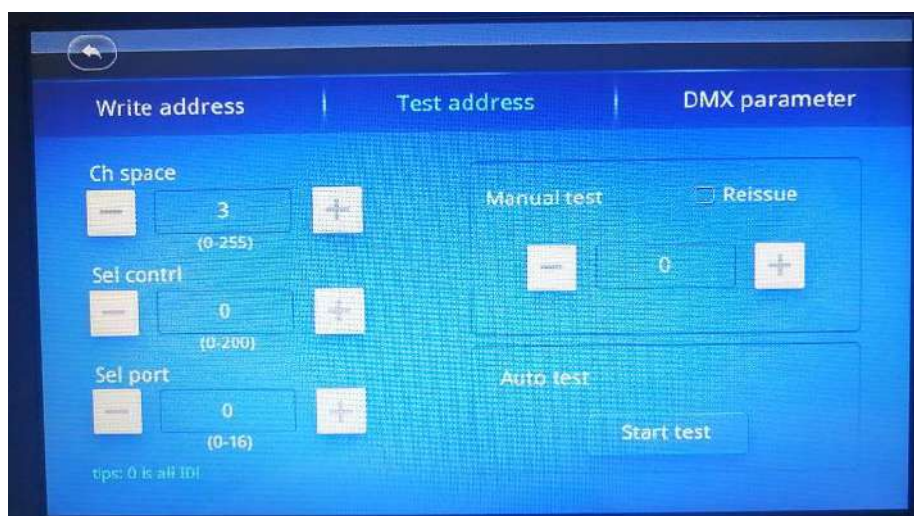 Write address
Test address
DMX parameter
Ch space
3
(0-255)
Sel contrl
0
(0-200)
Sel port
0
(0-16)
tips: 0 is all ID!
Manual test
Reissue
0
Auto test
Start test